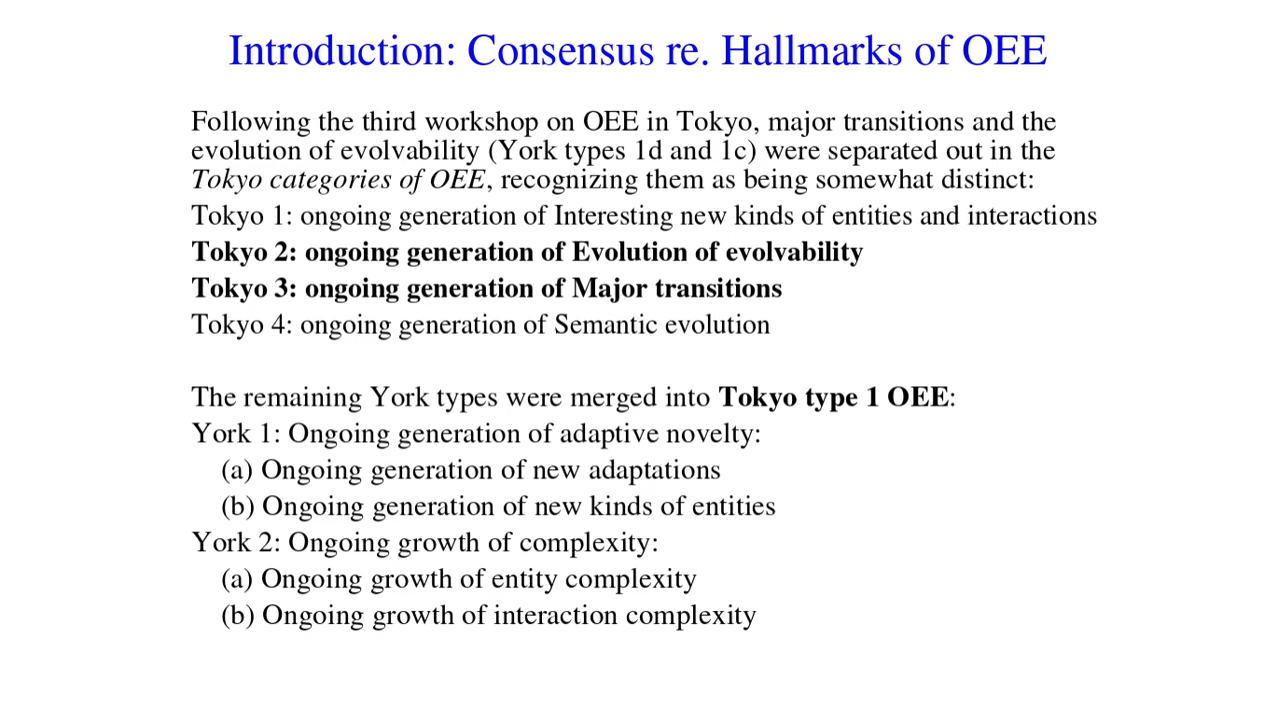 Introduction: Consensus re. Hallmarks of OEE
Following the third workshop on OEE in Tokyo, major transitions and the
evolution of evolvability (York types 1d and 1c) were separated out in the
Tokyo categories of OEE, recognizing them as being somewhat distinct:
Tokyo 1: ongoing generation of Interesting new kinds of entities and interactions
Tokyo 2: ongoing generation of Evolution of evolvability
Tokyo 3: ongoing generation of Major transitions
Tokyo 4: ongoing generation of Semantic evolution
The remaining York types were merged into Tokyo type 1 OEE:
York 1: Ongoing generation of adaptive novelty:
(a) Ongoing generation of new adaptations
(b) Ongoing generation of new kinds of entities
York 2: Ongoing growth of complexity:
(a) Ongoing growth of entity complexity
(b) Ongoing growth of interaction complexity